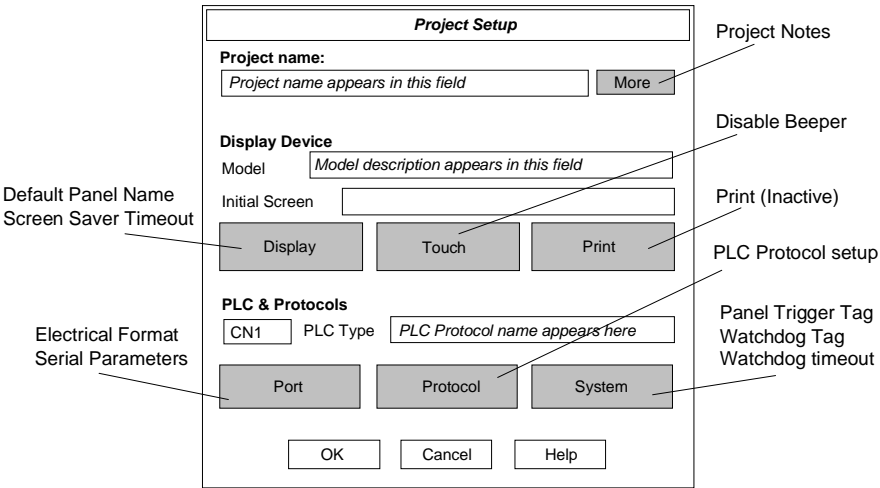 Project Setup
Project Notes
Project name:
Project name appears in this field
More
Disable Beeper
Display Device
Model
Model description appears in this field
Default Panel Name
Screen Saver Timeout
Initial Screen
Print (Inactive)
Display
Touch
Print
PLC Protocol setup
PLC & Protocols
CN1
PLC Type
PLC Protocol name appears here
Panel Trigger Tag
Watchdog Tag
Watchdog timeout
Electrical Format
Serial Parameters
Port
Protocol
System
OK
Cancel
Help